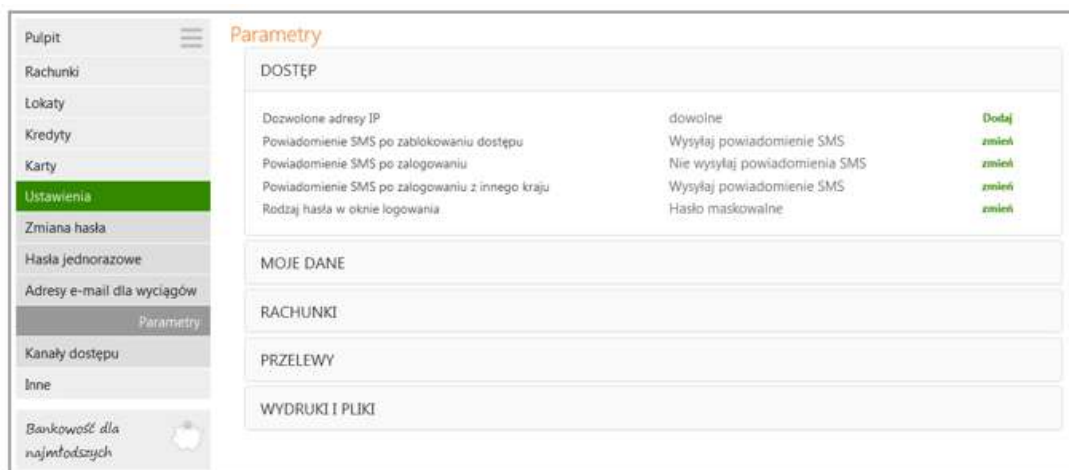 Pulpit
Rachunki
Lokaty
Kredyty
Karty
Ustawienia
Zmiana hasła
Hasła jednorazowe
Adresy e-mail dla wyciągów
Parametry
Kanały dostępu
Inne
Bankowość dla
najmłodszych
Parametry
DOSTĘP
Dozwolone adresy IP dowolne Dodaj
Powiadomienie SMS po zablokowaniu dostępu Wysyłaj powiadomienie SMS zmień
Powiadomienie SMS po zalogowaniu Nie wysyłaj powiadomienia SMS zmień
Powiadomienie SMS po zalogowaniu z innego kraju Wysyłaj powiadomienie SMS zmień
Rodzaj hasła w oknie logowania Hasło maskowalne zmień
MOJE DANE
RACHUNKI
PRZELEWY
WYDRUKI I PLIKI